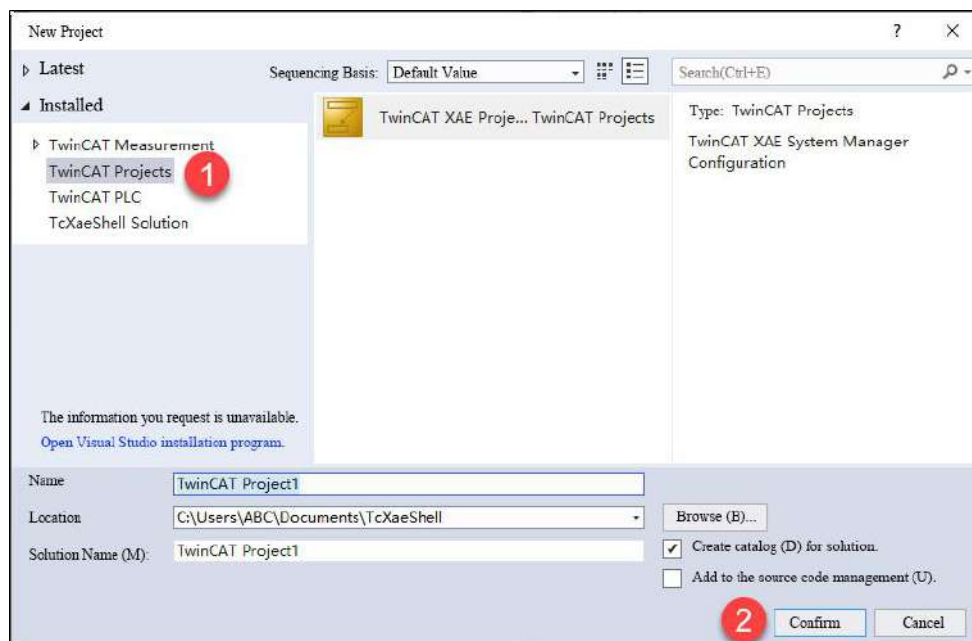 New Project
?
Latest
Sequencing Basis: Default Value
Search(Ctrl+E)
Installed
TwinCAT Measurement
TwinCAT Projects
TwinCAT PLC
TcXaeShell Solution
1
TwinCAT XAE Proje... TwinCAT Projects
Type: TwinCAT Projects
TwinCAT XAE System Manager
Configuration
The information you request is unavailable.
Open Visual Studio installation program.
Name
TwinCAT Project1
Location
C:\Users\ABC\Documents\TcXaeShell
Browse (B)...
Solution Name (M):
TwinCAT Project1
Create catalog (D) for solution.
Add to the source code management (U).
2
Confirm
Cancel